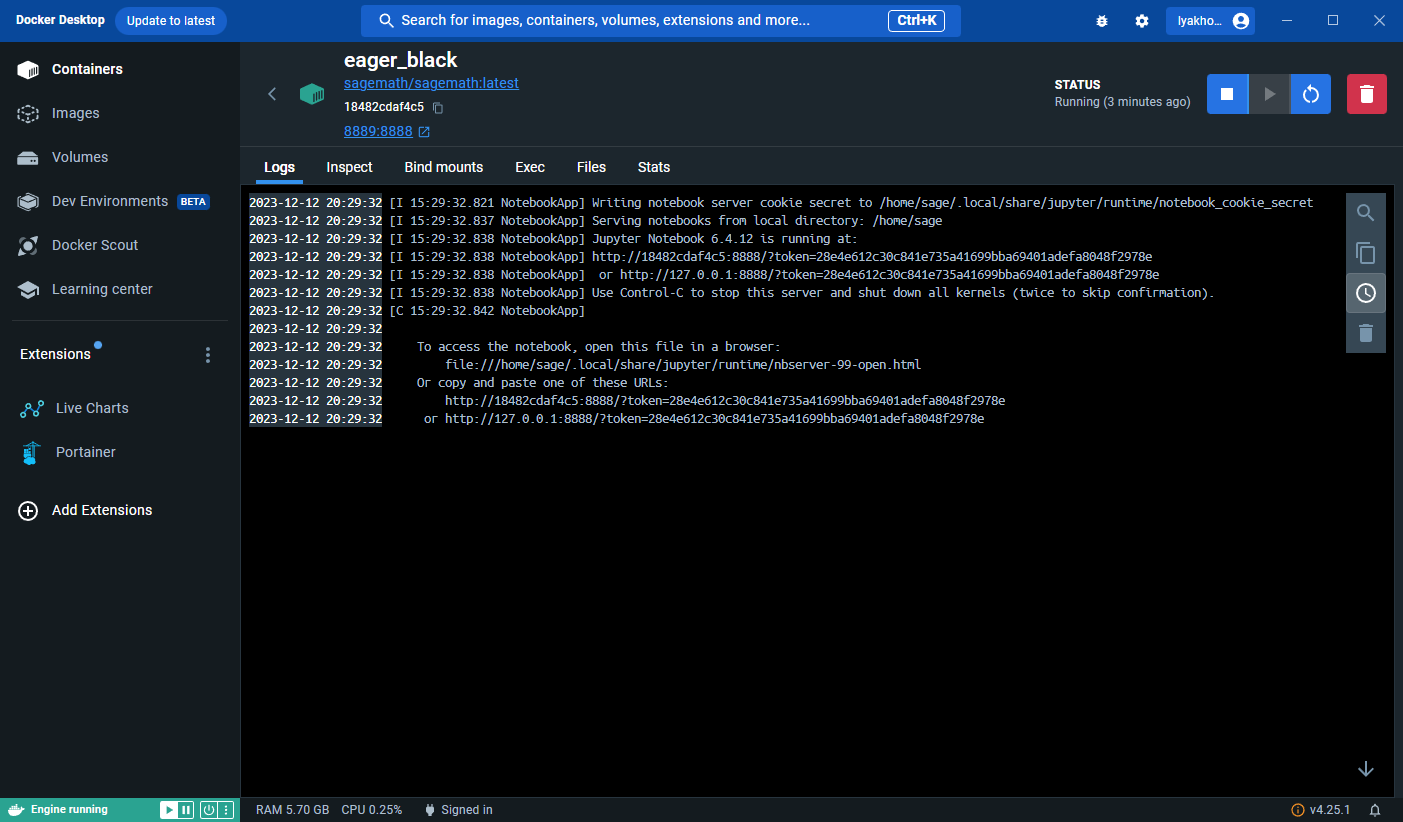 Docker Desktop
Update to latest
Search for images, containers, volumes, extensions and more...
Ctrl+K
lyakho...
Containers
Images
Volumes
Dev Environments BETA
Docker Scout
Learning center
Extensions
Live Charts
Portainer
Add Extensions
eager_black
sagemath/sagemath:latest
18482cdaf4c5
8889:8888
STATUS
Running (3 minutes ago)
Logs Inspect Bind mounts Exec Files Stats
2023-12-12 20:29:32 [I 15:29:32.821 NotebookApp] Writing notebook server cookie secret to /home/sage/.local/share/jupyter/runtime/notebook_cookie_secret
2023-12-12 20:29:32 [I 15:29:32.837 NotebookApp] Serving notebooks from local directory: /home/sage
2023-12-12 20:29:32 [I 15:29:32.838 NotebookApp] Jupyter Notebook 6.4.12 is running at:
2023-12-12 20:29:32 [I 15:29:32.838 NotebookApp] http://18482cdaf4c5:8888/?token=28e4e612c30c841e735a41699bba69401adefa8048f2978e
2023-12-12 20:29:32 [I 15:29:32.838 NotebookApp]  or http://127.0.0.1:8888/?token=28e4e612c30c841e735a41699bba69401adefa8048f2978e
2023-12-12 20:29:32 [I 15:29:32.838 NotebookApp] Use Control-C to stop this server and shut down all kernels (twice to skip confirmation).
2023-12-12 20:29:32 [C 15:29:32.842 NotebookApp]
2023-12-12 20:29:32
2023-12-12 20:29:32     To access the notebook, open this file in a browser:
2023-12-12 20:29:32         file:///home/sage/.local/share/jupyter/runtime/nbserver-99-open.html
2023-12-12 20:29:32     Or copy and paste one of these URLs:
2023-12-12 20:29:32         http://18482cdaf4c5:8888/?token=28e4e612c30c841e735a41699bba69401adefa8048f2978e
2023-12-12 20:29:32      or http://127.0.0.1:8888/?token=28e4e612c30c841e735a41699bba69401adefa8048f2978e
Engine running
RAM 5.70 GB CPU 0.25% Signed in
v4.25.1